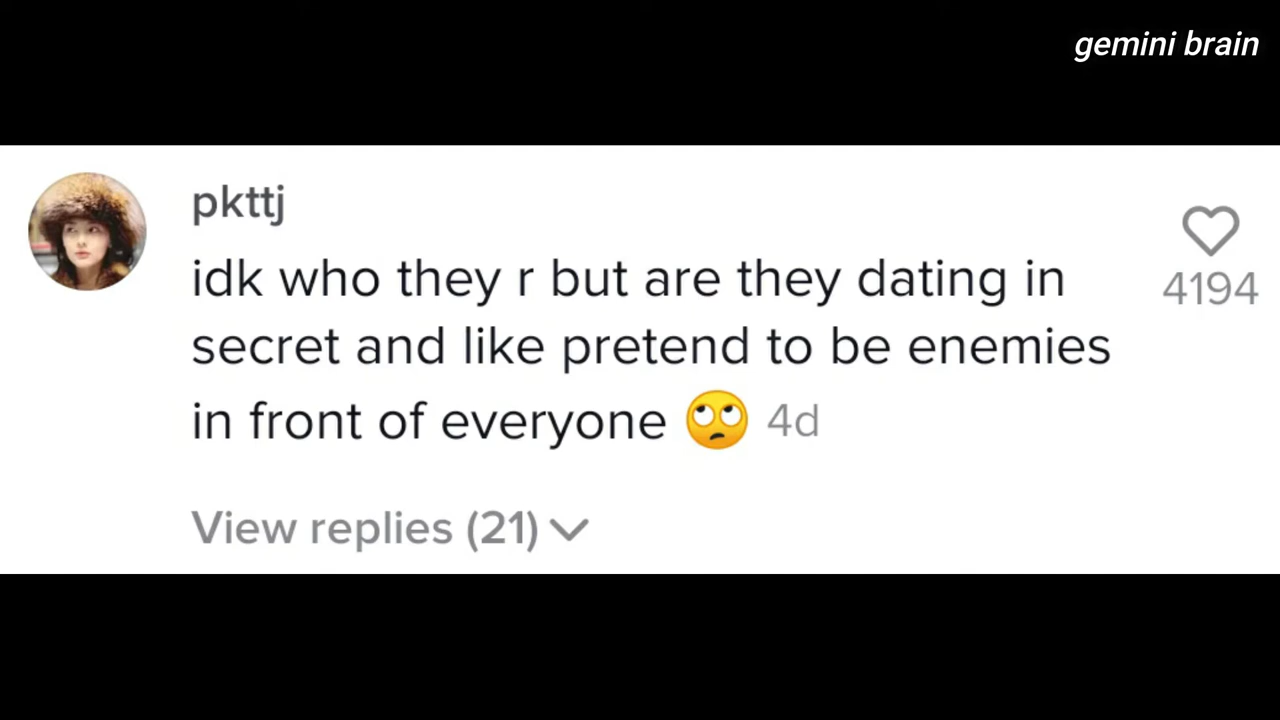 gemini brain
pkttj
idk who they r but are they dating in
4194
secret and like pretend to be enemies
in front of everyone 🙄 4d
View replies (21)